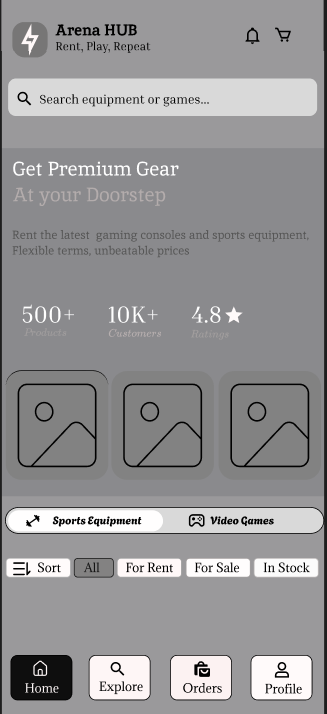 Arena HUB
Rent, Play, Repeat
Search equipment or games...
Get Premium Gear
At your Doorstep
Rent the latest gaming consoles and sports equipment,
Flexible terms, unbeatable prices
500+ 10K+ 4.8
Products Customers Ratings
Sports Equipment Video Games
Sort All For Rent For Sale In Stock
Home Explore Orders Profile